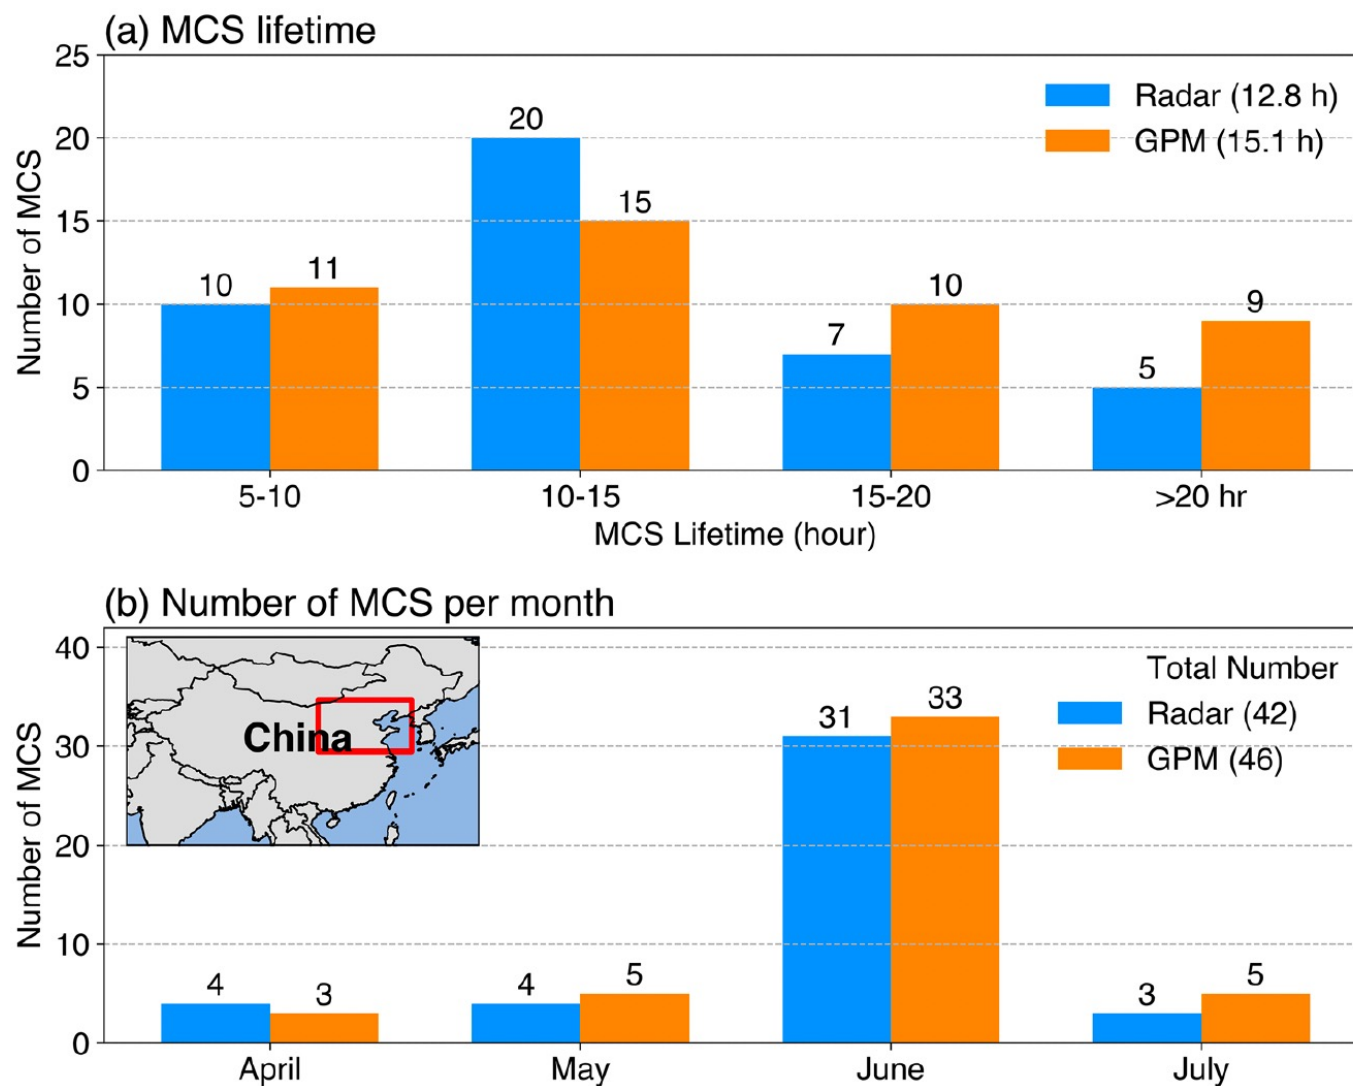 (a) MCS lifetime
25
20
15
10
5
0
Number of MCS
Radar (12.8 h)
GPM (15.1 h)
10
11
20
15
7
10
5
9
5-10
10-15
15-20
>20 hr
MCS Lifetime (hour)
(b) Number of MCS per month
40
30
20
10
0
Number of MCS
China
Total Number
Radar (42)
GPM (46)
4
3
4
5
31
33
3
5
April
May
June
July